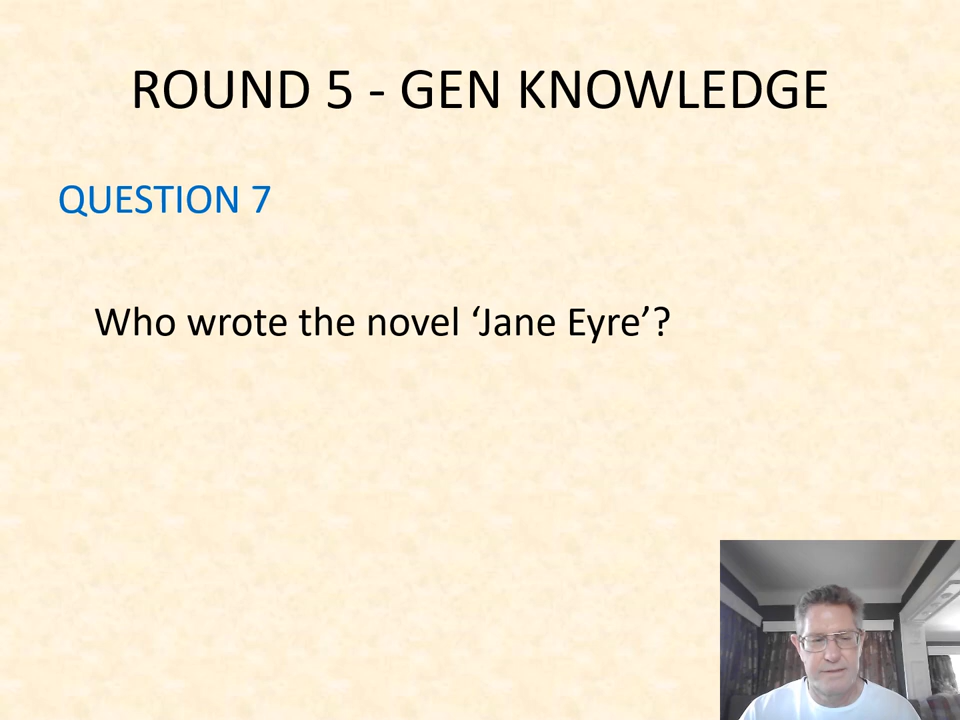 ROUND 5 - GEN KNOWLEDGE
QUESTION 7
Who wrote the novel ‘Jane Eyre’?